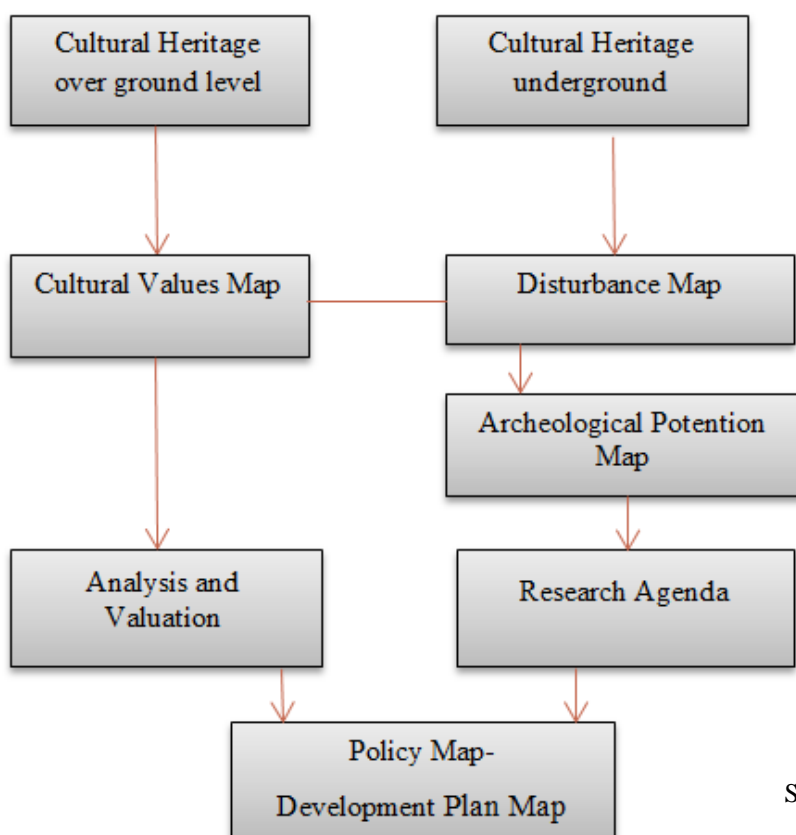 Cultural Heritage
over ground level
Cultural Heritage
underground
Cultural Values Map
Disturbance Map
Archeological Potention
Map
Analysis and
Valuation
Research Agenda
Policy Map-
Development Plan Map
S